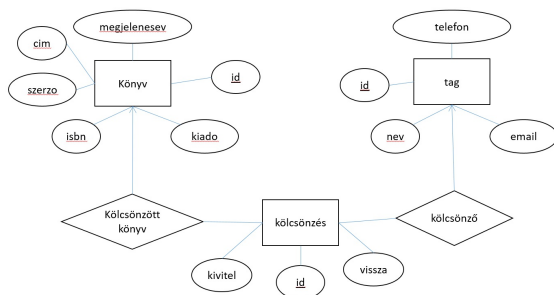 megjelenesev
telefon
cim
Könyv
id
tag
id
szerzo
isbn
kiado
nev
email
Kölcsönzött
könyv
kölcsönzés
kölcsönző
kivitel
id
vissza